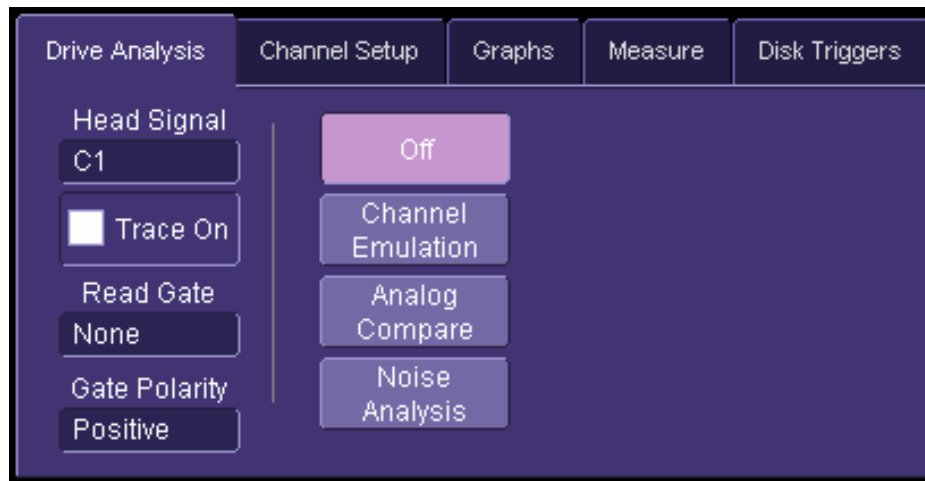 Drive Analysis
Channel Setup
Graphs
Measure
Disk Triggers
Head Signal
C1
Trace On
Read Gate
None
Gate Polarity
Positive
Off
Channel
Emulation
Analog
Compare
Noise
Analysis